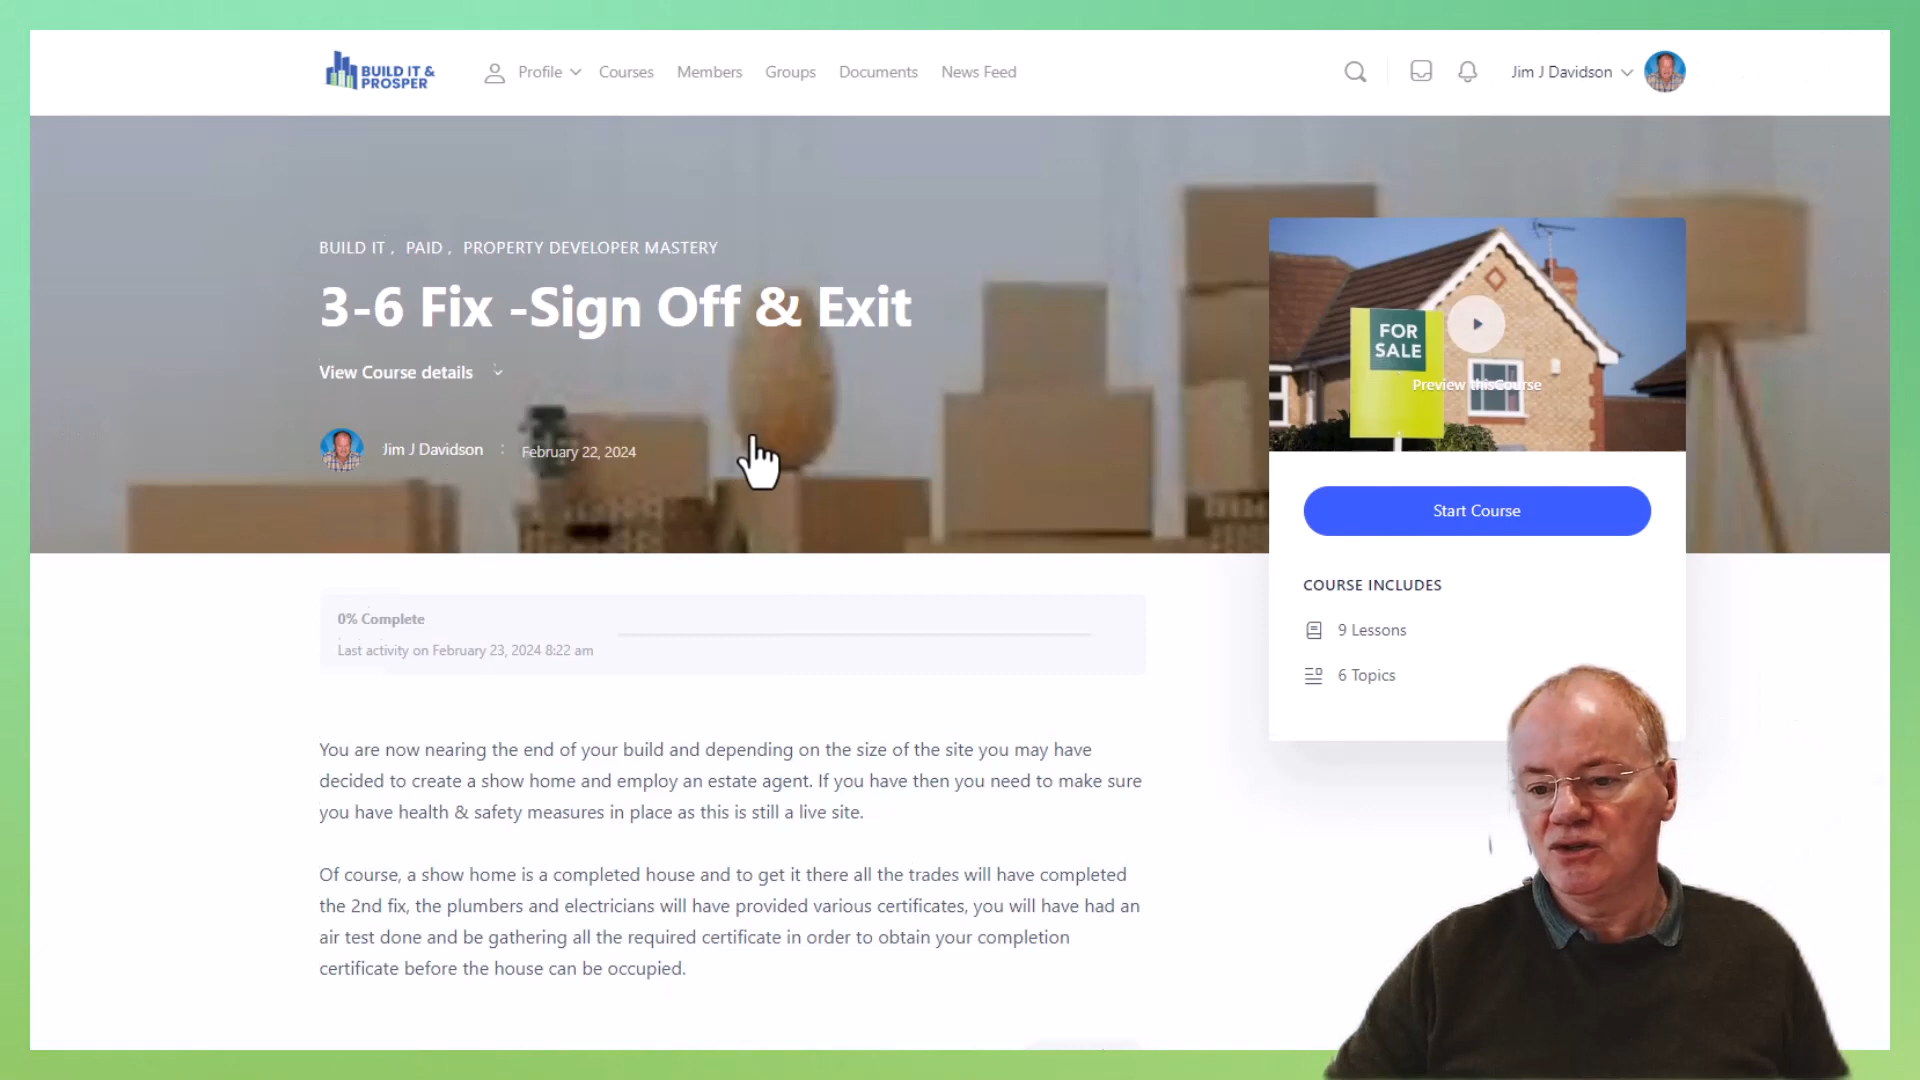 BUILD IT &
PROSPER
Profile
Courses
Members
Groups
Documents
News Feed
Jim J Davidson
BUILD IT , PAID , PROPERTY DEVELOPER MASTERY
3-6 Fix -Sign Off & Exit
View Course details
Jim J Davidson : February 22, 2024
FOR
SALE
Preview thisCourse
Start Course
COURSE INCLUDES
9 Lessons
6 Topics
0% Complete
Last activity on February 23, 2024 8:22 am
You are now nearing the end of your build and depending on the size of the site you may have
decided to create a show home and employ an estate agent. If you have then you need to make sure
you have health & safety measures in place as this is still a live site.
Of course, a show home is a completed house and to get it there all the trades will have completed
the 2nd fix, the plumbers and electricians will have provided various certificates, you will have had an
air test done and be gathering all the required certificate in order to obtain your completion
certificate before the house can be occupied.